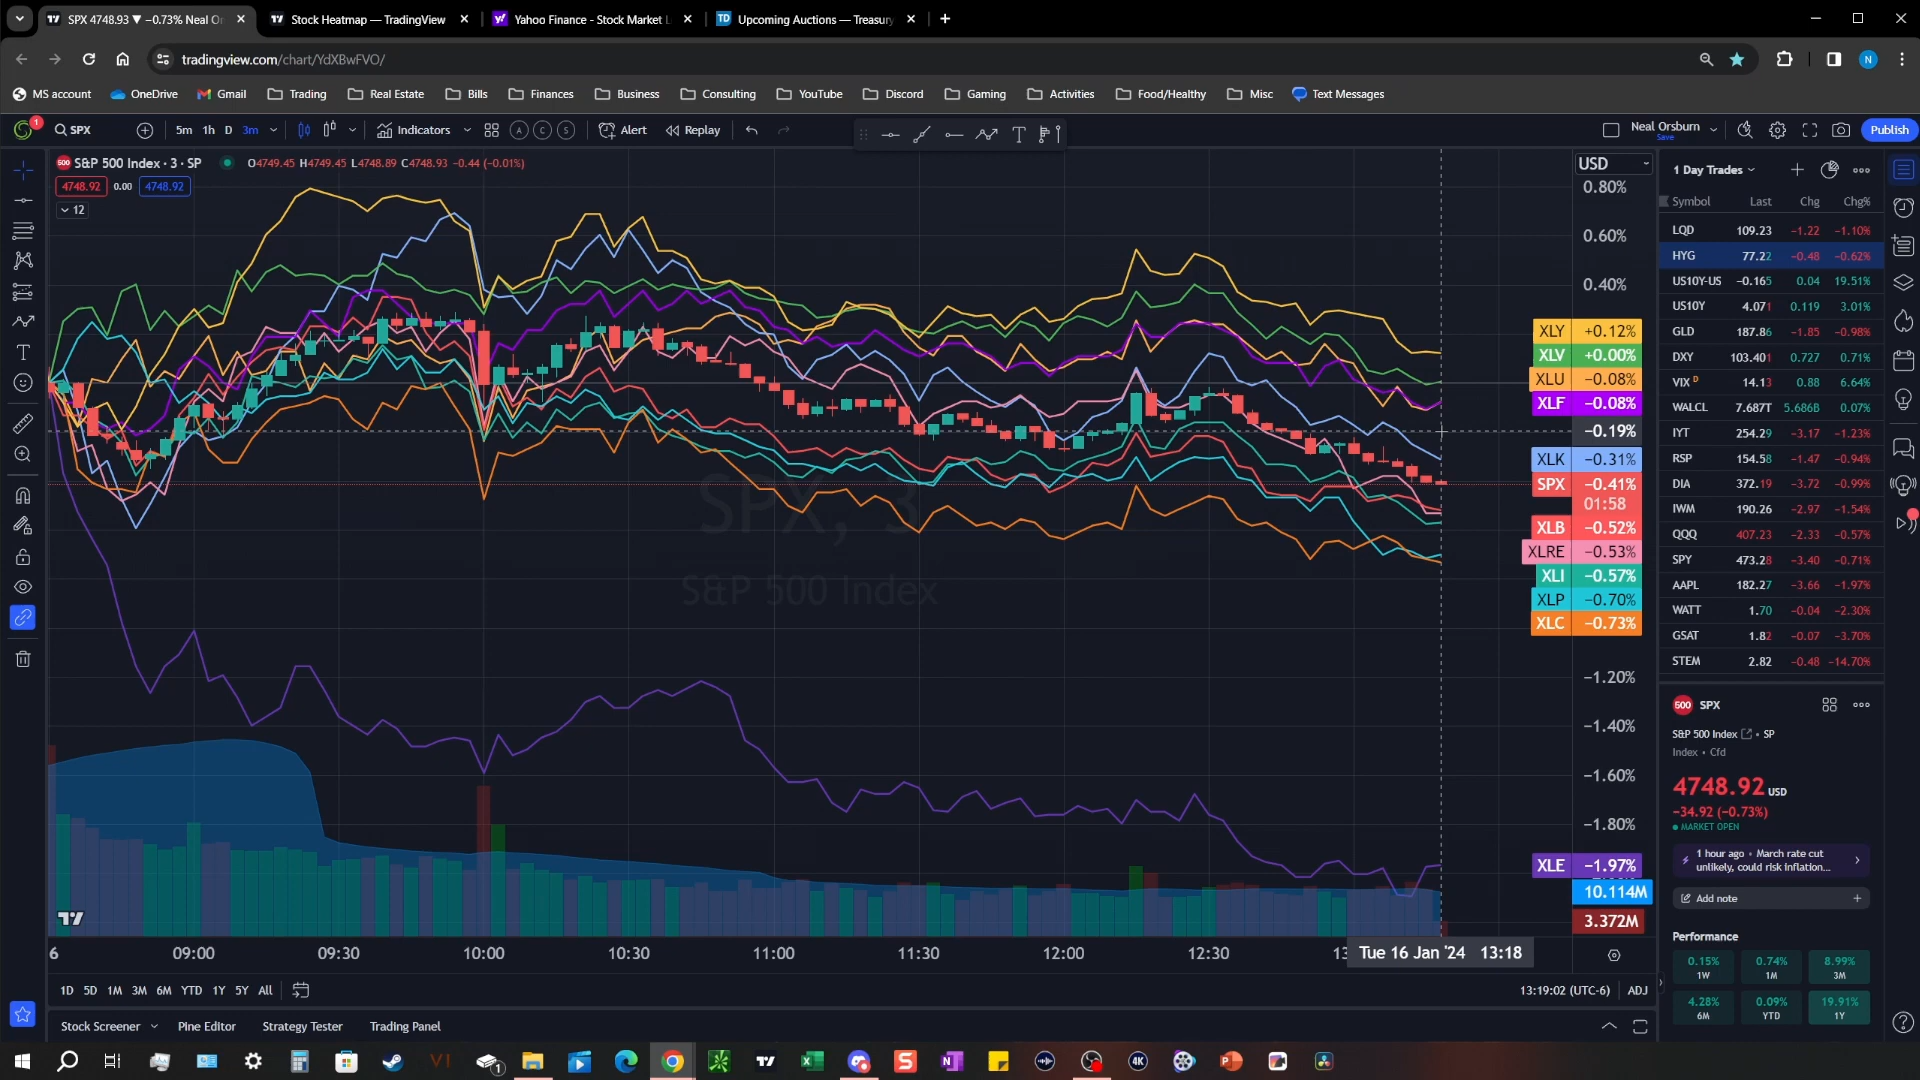 SPX 4748.93 ▼ −0.73% Neal O
Stock Heatmap — TradingView
Yahoo Finance - Stock Market L
Upcoming Auctions — Treasury
tradingview.com/chart/YdXBwFVO/
MS account
OneDrive
Gmail
Trading
Real Estate
Bills
Finances
Business
Consulting
YouTube
Discord
Gaming
Activities
Food/Healthy
Misc
Text Messages
SPX
5m 1h D 3m
Indicators
A C S
Alert
Replay
Neal Orsburn
Save
Publish
S&P 500 Index · 3 · SP
O4749.45 H4749.45 L4748.89 C4748.93 −0.44 (−0.01%)
4748.92 0.00 4748.92
12
SPX, 3
S&P 500 Index
USD
0.80%
0.60%
0.40%
XLY +0.12%
XLV +0.00%
XLU −0.08%
XLF −0.08%
−0.19%
XLK −0.31%
SPX −0.41%
01:58
XLB −0.52%
XLRE −0.53%
XLI −0.57%
XLP −0.70%
XLC −0.73%
−1.20%
−1.40%
−1.60%
−1.80%
XLE −1.97%
10.114M
3.372M
6 09:00 09:30 10:00 10:30 11:00 11:30 12:00 12:30 Tue 16 Jan '24 13:18
1D 5D 1M 3M 6M YTD 1Y 5Y All
13:19:02 (UTC-6) ADJ
Stock Screener
Pine Editor
Strategy Tester
Trading Panel
1 Day Trades
Symbol Last Chg Chg%
LQD 109.23 −1.22 −1.10%
HYG 77.22 −0.48 −0.62%
US10Y-US −0.165 0.04 19.51%
US10Y 4.071 0.119 3.01%
GLD 187.86 −1.85 −0.98%
DXY 103.401 0.727 0.71%
VIX D 14.13 0.88 6.64%
WALCL 7.687T 5.686B 0.07%
IYT 254.29 −3.17 −1.23%
RSP 154.58 −1.47 −0.94%
DIA 372.19 −3.72 −0.99%
IWM 190.26 −2.97 −1.54%
QQQ 407.23 −2.33 −0.57%
SPY 473.28 −3.40 −0.71%
AAPL 182.27 −3.66 −1.97%
WATT 1.70 −0.04 −2.30%
GSAT 1.82 −0.07 −3.70%
STEM 2.82 −0.48 −14.70%
500 SPX
S&P 500 Index • SP
Index • Cfd
4748.92 USD
−34.92 (−0.73%)
MARKET OPEN
1 hour ago • March rate cut
unlikely, could risk inflation...
Add note
Performance
0.15% 0.74% 8.99%
1W 1M 3M
4.28% 0.09% 19.91%
6M YTD 1Y